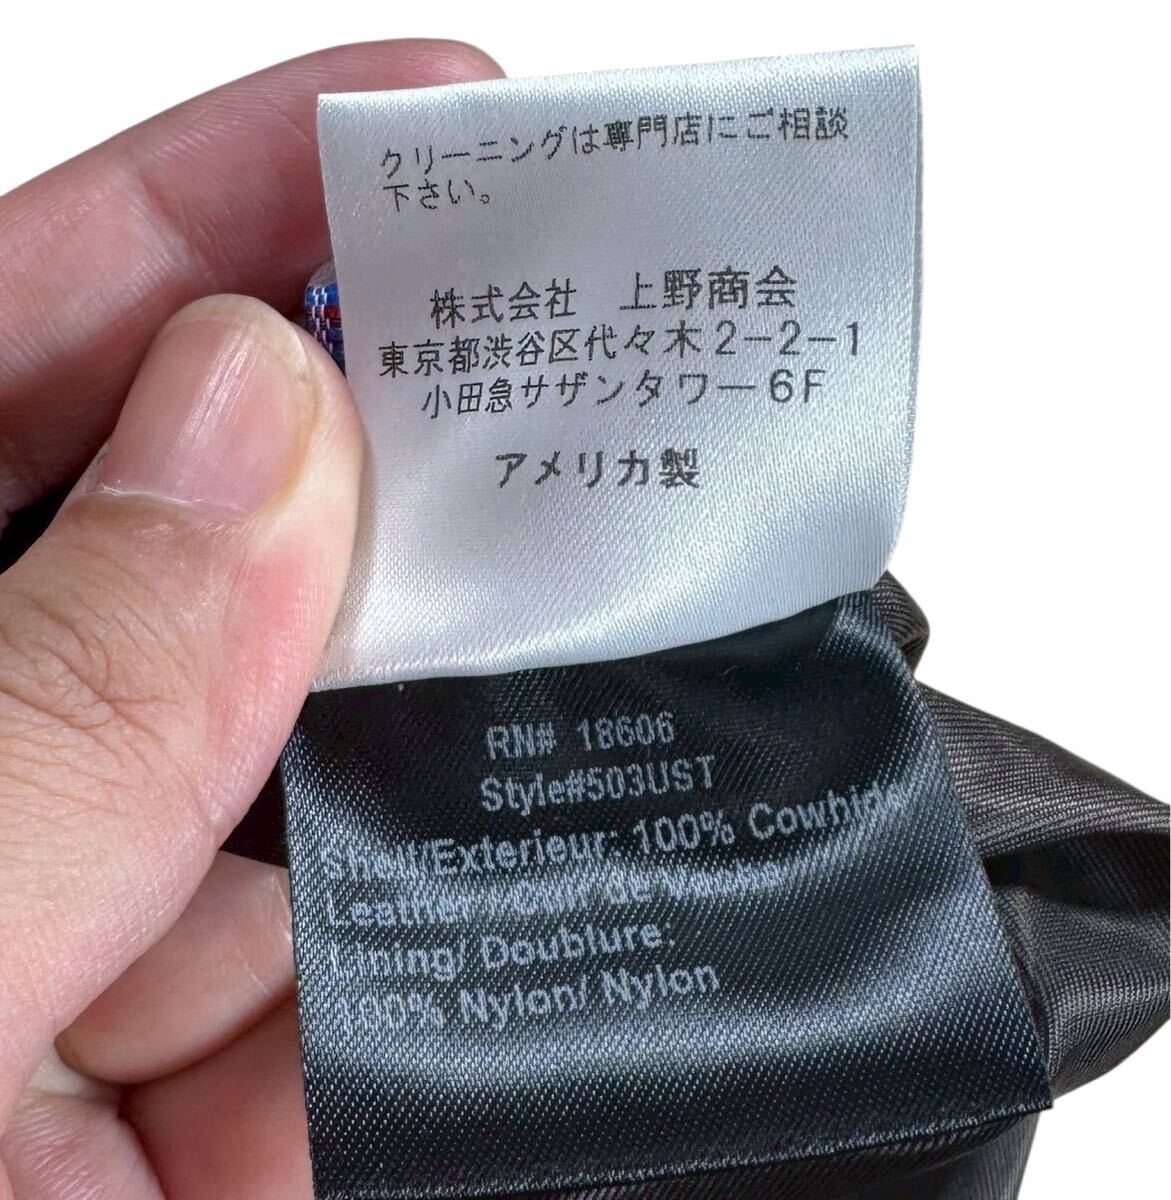 クリーニングは専門店にご相談
下さい。
株式会社 上野商会
東京都渋谷区代々木2-2-1
小田急サザンタワー6F
アメリカ製
RN# 18606
Style#503UST
Shell/Exterieur: 100% Cowhide
Leather / Cuir de vache
Lining/ Doublure:
100% Nylon/ Nylon